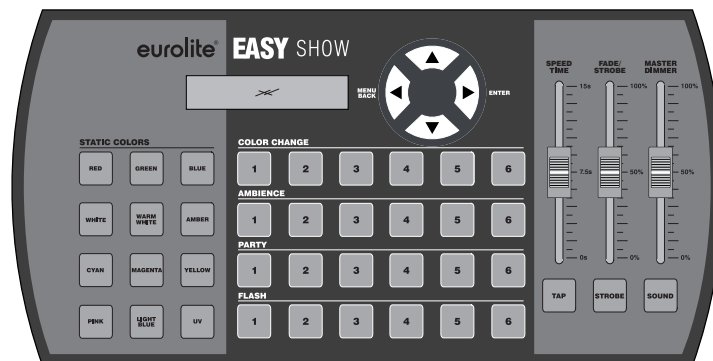 eurolite® EASY SHOW
MENU BACK
ENTER
STATIC COLORS
RED GREEN BLUE
WHITE WARM WHITE AMBER
CYAN MAGENTA YELLOW
PINK LIGHT BLUE UV
COLOR CHANGE
1 2 3 4 5 6
AMBIENCE
1 2 3 4 5 6
PARTY
1 2 3 4 5 6
FLASH
1 2 3 4 5 6
SPEED TIME
FADE/ STROBE
MASTER DIMMER
15s 100% 100%
7.5s 50% 50%
0s 0% 0%
TAP STROBE SOUND